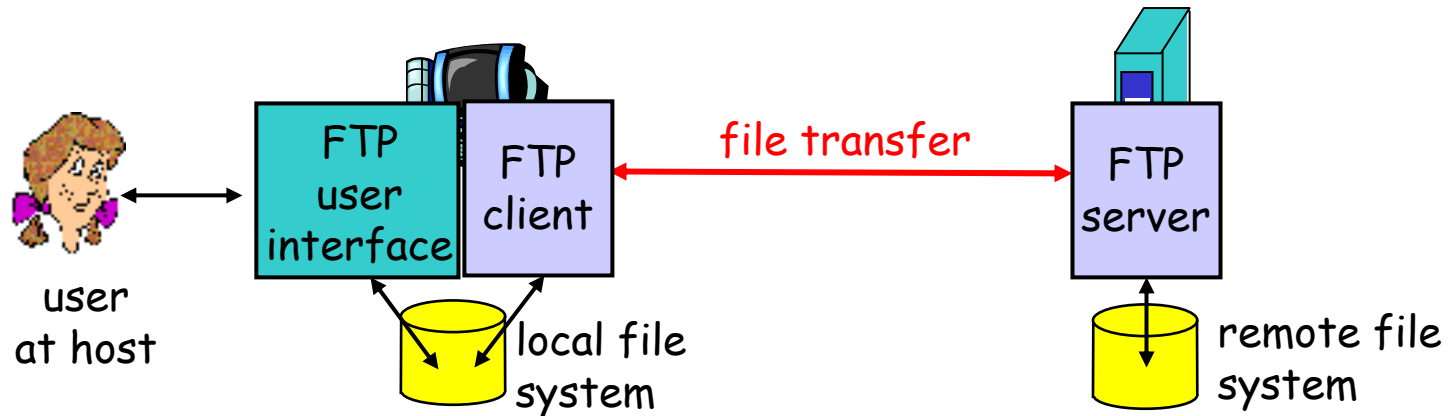 FTP
user
interface
FTP
client
file transfer
FTP
server
user
at host
local file
system
remote file
system